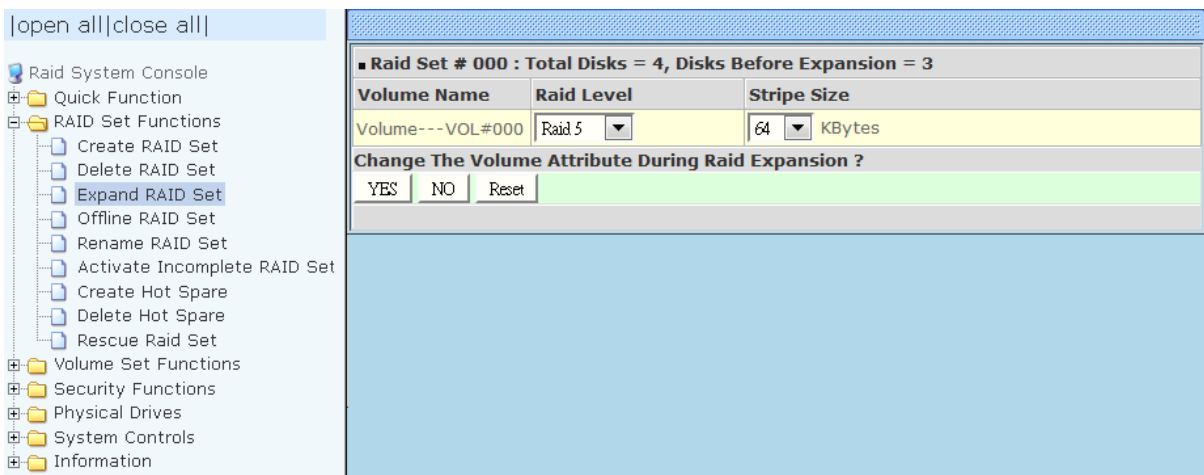 |open all|close all|
Raid System Console
Quick Function
RAID Set Functions
Create RAID Set
Delete RAID Set
Expand RAID Set
Offline RAID Set
Rename RAID Set
Activate Incomplete RAID Set
Create Hot Spare
Delete Hot Spare
Rescue Raid Set
Volume Set Functions
Security Functions
Physical Drives
System Controls
Information
Raid Set # 000 : Total Disks = 4, Disks Before Expansion = 3
Volume Name Raid Level Stripe Size
Volume---VOL#000 Raid 5 64 KBytes
Change The Volume Attribute During Raid Expansion ?
YES NO Reset